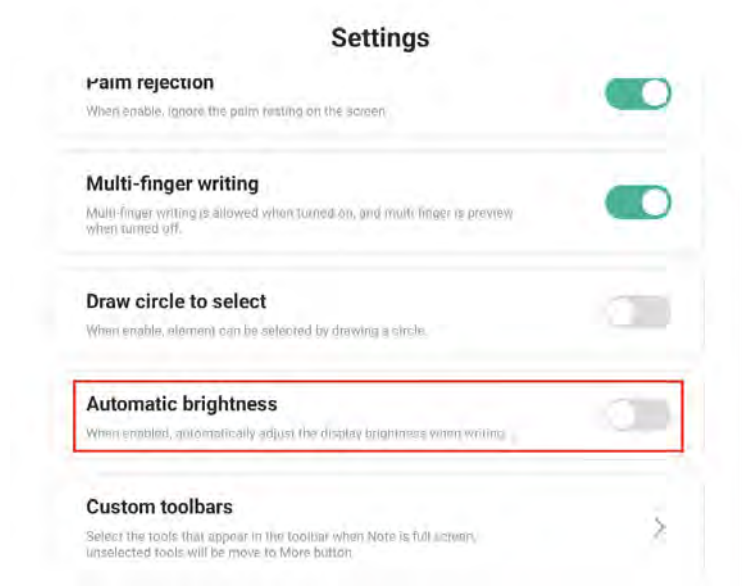 Settings
Palm rejection
When enable, ignore the palm resting on the screen
Multi-finger writing
Multi-finger writing is allowed when turned on, and multi finger is preview
when turned off.
Draw circle to select
When enable, element can be selected by drawing a circle.
Automatic brightness
When enabled, automatically adjust the display brightness when writing
Custom toolbars
Select the tools that appear in the toolbar when Note is full screen,
unselected tools will be move to More button